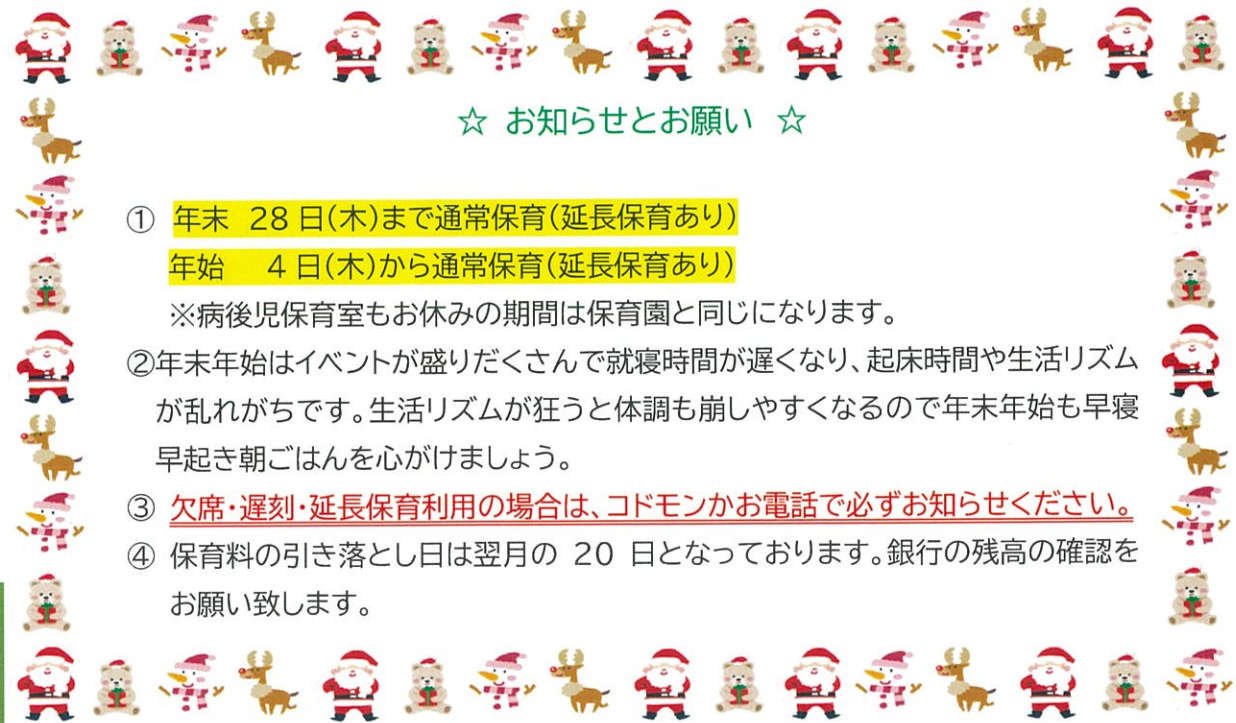 ☆ お知らせとお願い ☆
① 年末 28日(木)まで通常保育(延長保育あり)
年始 4日(木)から通常保育(延長保育あり)
※病後児保育室もお休みの期間は保育園と同じになります。
②年末年始はイベントが盛りだくさんで就寝時間が遅くなり、起床時間や生活リズム
が乱れがちです。生活リズムが狂うと体調も崩しやすくなるので年末年始も早寝
早起き朝ごはんを心がけましょう。
③ 欠席・遅刻・延長保育利用の場合は、コドモンかお電話で必ずお知らせください。
④ 保育料の引き落とし日は翌月の 20 日となっております。銀行の残高の確認を
お願い致します。